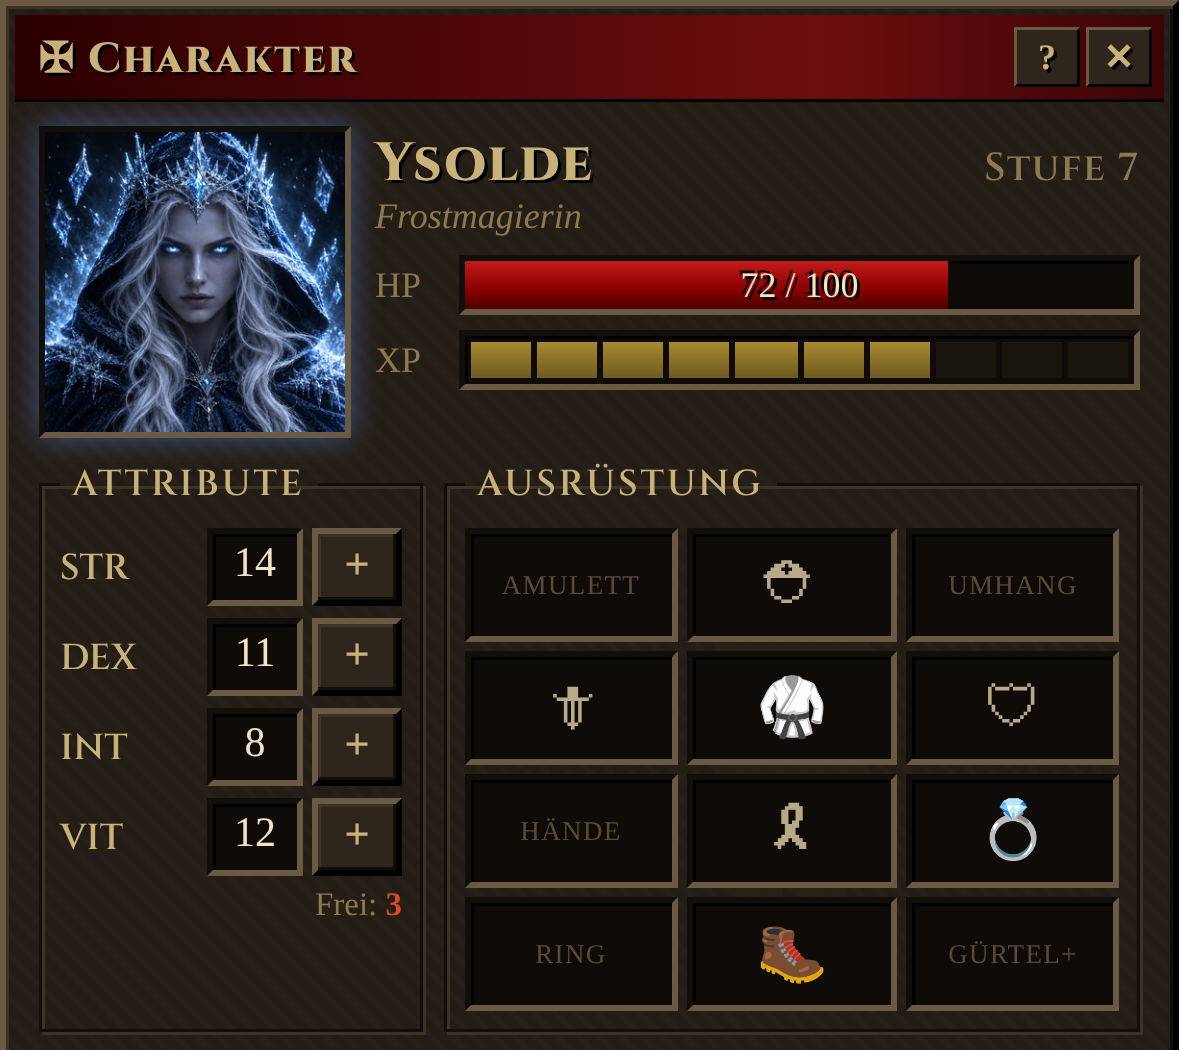 ✠ Charakter
? ✕
Ysolde
Stufe 7
Frostmagierin
HP 72 / 100
XP
ATTRIBUTE
STR 14 +
DEX 11 +
INT 8 +
VIT 12 +
Frei: 3
AUSRÜSTUNG
AMULETT UMHANG
HÄNDE
RING GÜRTEL+